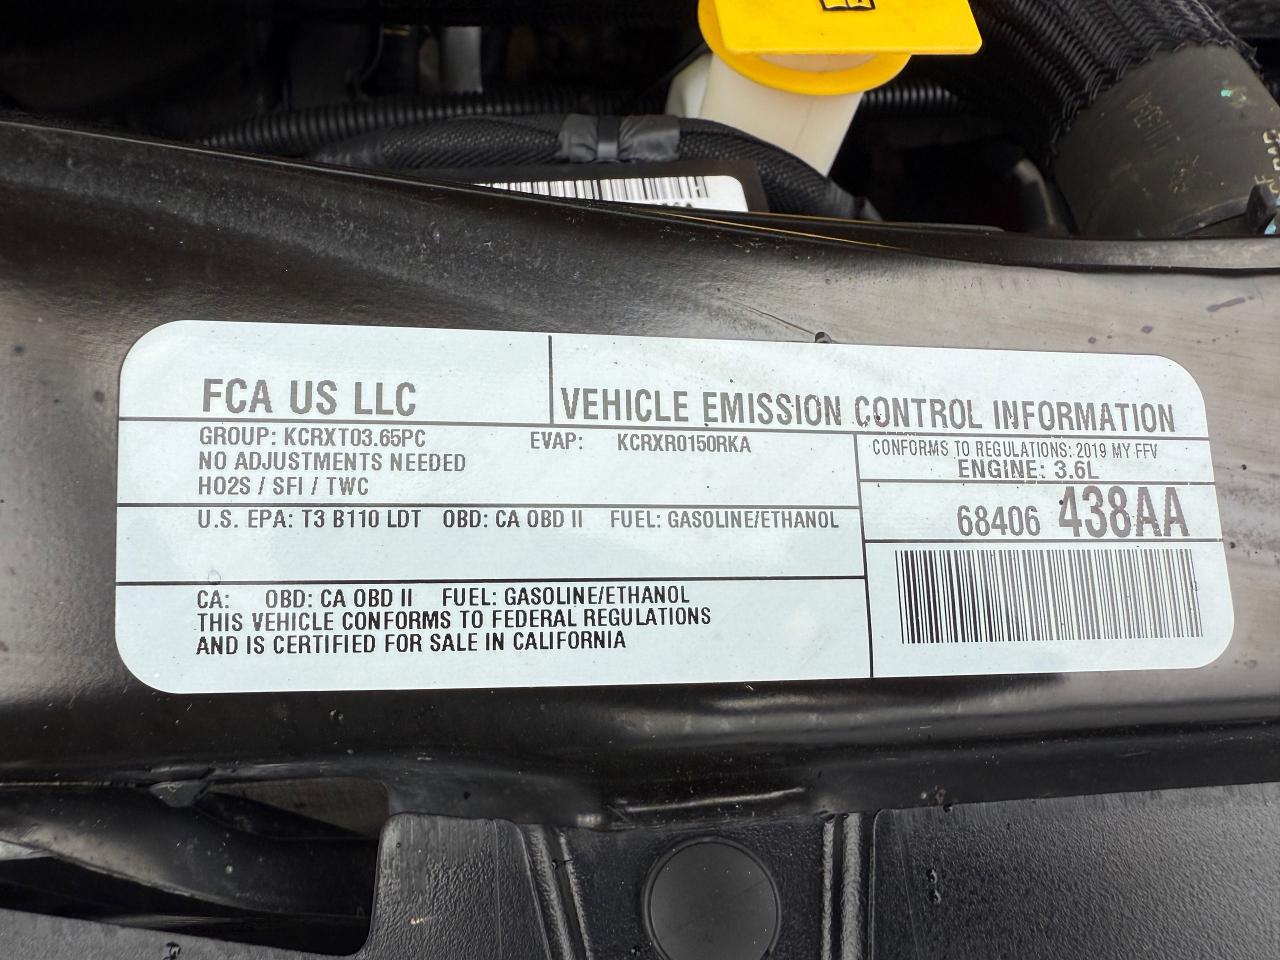 FCA US LLC
VEHICLE EMISSION CONTROL INFORMATION
GROUP: KCRXT03.65PC EVAP: KCRXR0150RKA
NO ADJUSTMENTS NEEDED
HO2S / SFI / TWC
CONFORMS TO REGULATIONS: 2019 MY FFV
ENGINE: 3.6L
U.S. EPA: T3 B110 LDT OBD: CA OBD II FUEL: GASOLINE/ETHANOL
68406 438AA
CA: OBD: CA OBD II FUEL: GASOLINE/ETHANOL
THIS VEHICLE CONFORMS TO FEDERAL REGULATIONS
AND IS CERTIFIED FOR SALE IN CALIFORNIA